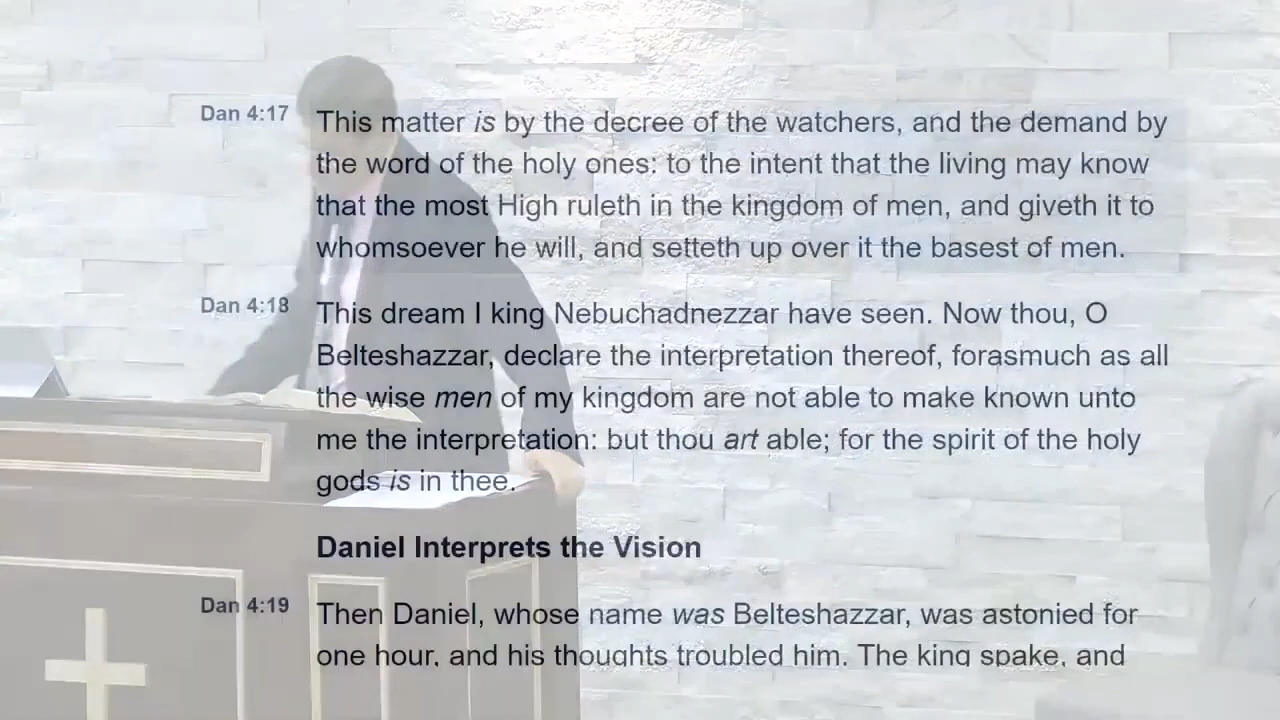 Dan 4:17
This matter is by the decree of the watchers, and the demand by
the word of the holy ones: to the intent that the living may know
that the most High ruleth in the kingdom of men, and giveth it to
whomsoever he will, and setteth up over it the basest of men.
Dan 4:18
This dream I king Nebuchadnezzar have seen. Now thou, O
Belteshazzar, declare the interpretation thereof, forasmuch as all
the wise men of my kingdom are not able to make known unto
me the interpretation: but thou art able; for the spirit of the holy
gods is in thee.
Daniel Interprets the Vision
Dan 4:19
Then Daniel, whose name was Belteshazzar, was astonied for
one hour, and his thoughts troubled him. The king spake, and